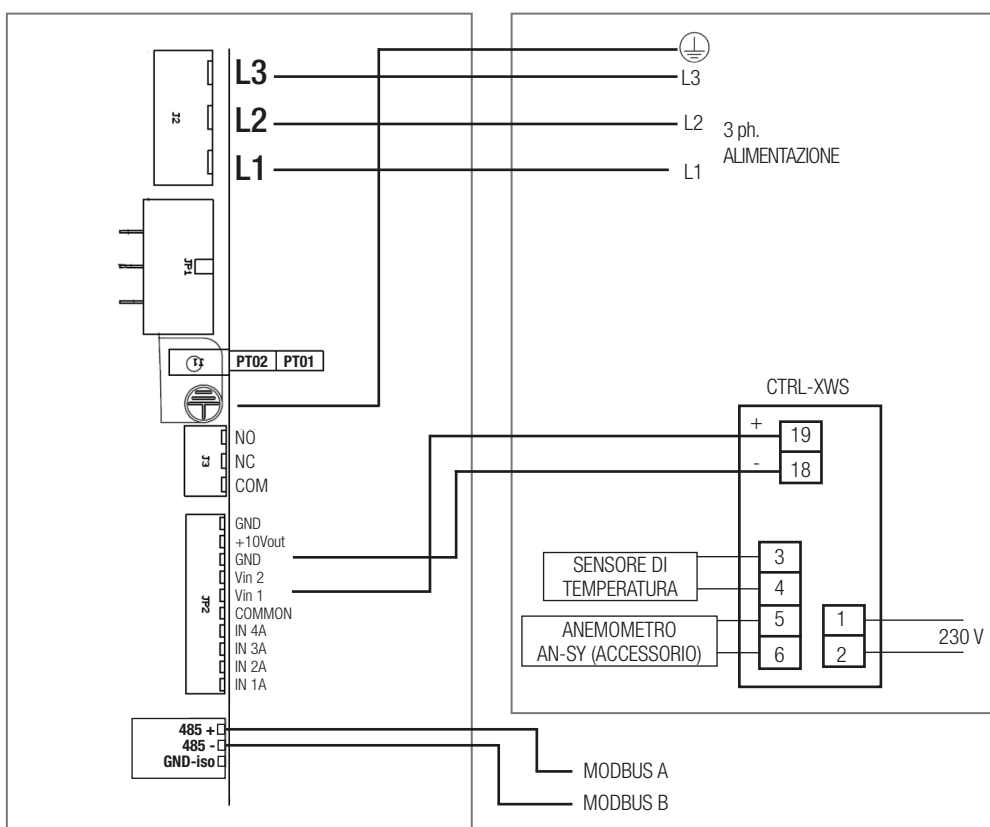 L3
L2
L1
J2
L3
L2
L1
3 ph.
ALIMENTAZIONE
JP1
J1
PT02 PT01
J3
NO
NC
COM
JP2
GND
+10Vout
GND
Vin 2
Vin 1
COMMON
IN 4A
IN 3A
IN 2A
IN 1A
485 +
485 -
GND-iso
MODBUS A
MODBUS B
CTRL-XWS
+ 19
- 18
SENSORE DI
TEMPERATURA
3
4
ANEMOMETRO
AN-SY (ACCESSORIO)
5
6
1
2
230 V